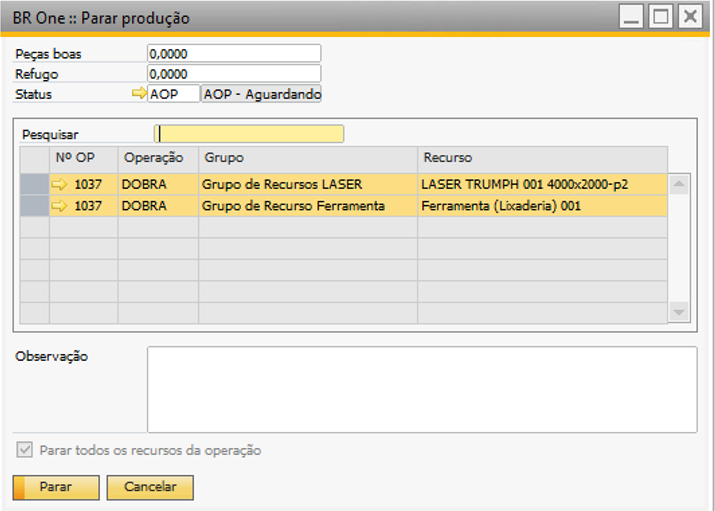 BR One :: Parar produção
Peças boas 0,0000
Refugo 0,0000
Status AOP AOP - Aguardando
Pesquisar
Nº OP Operação Grupo Recurso
1037 DOBRA Grupo de Recursos LASER LASER TRUMPH 001 4000x2000-p2
1037 DOBRA Grupo de Recurso Ferramenta Ferramenta (Lixaderia) 001
Observação
Parar todos os recursos da operação
Parar Cancelar